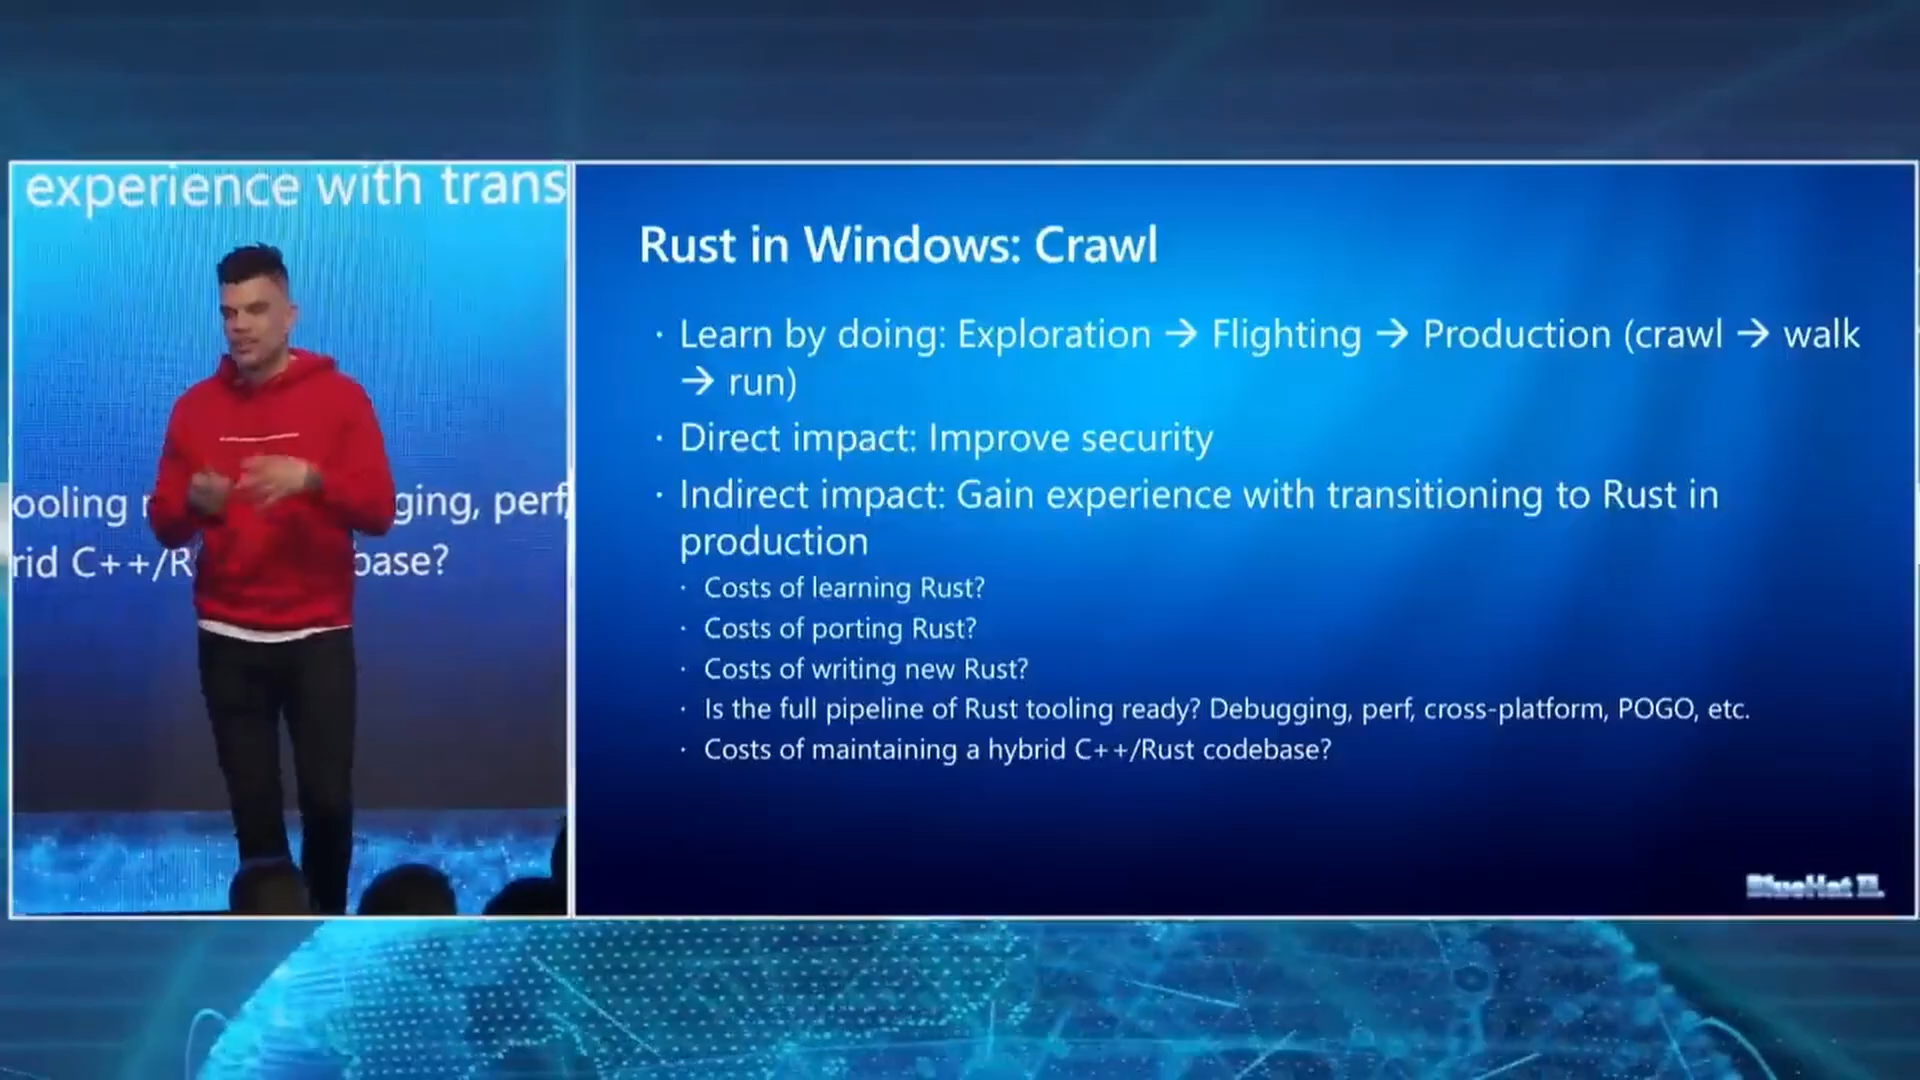 experience with trans
ooling
ging, perf,
rid C++/R
base?
Rust in Windows: Crawl
· Learn by doing: Exploration → Flighting → Production (crawl → walk
→ run)
· Direct impact: Improve security
· Indirect impact: Gain experience with transitioning to Rust in
production
· Costs of learning Rust?
· Costs of porting Rust?
· Costs of writing new Rust?
· Is the full pipeline of Rust tooling ready? Debugging, perf, cross-platform, POGO, etc.
· Costs of maintaining a hybrid C++/Rust codebase?
BlueHat IL